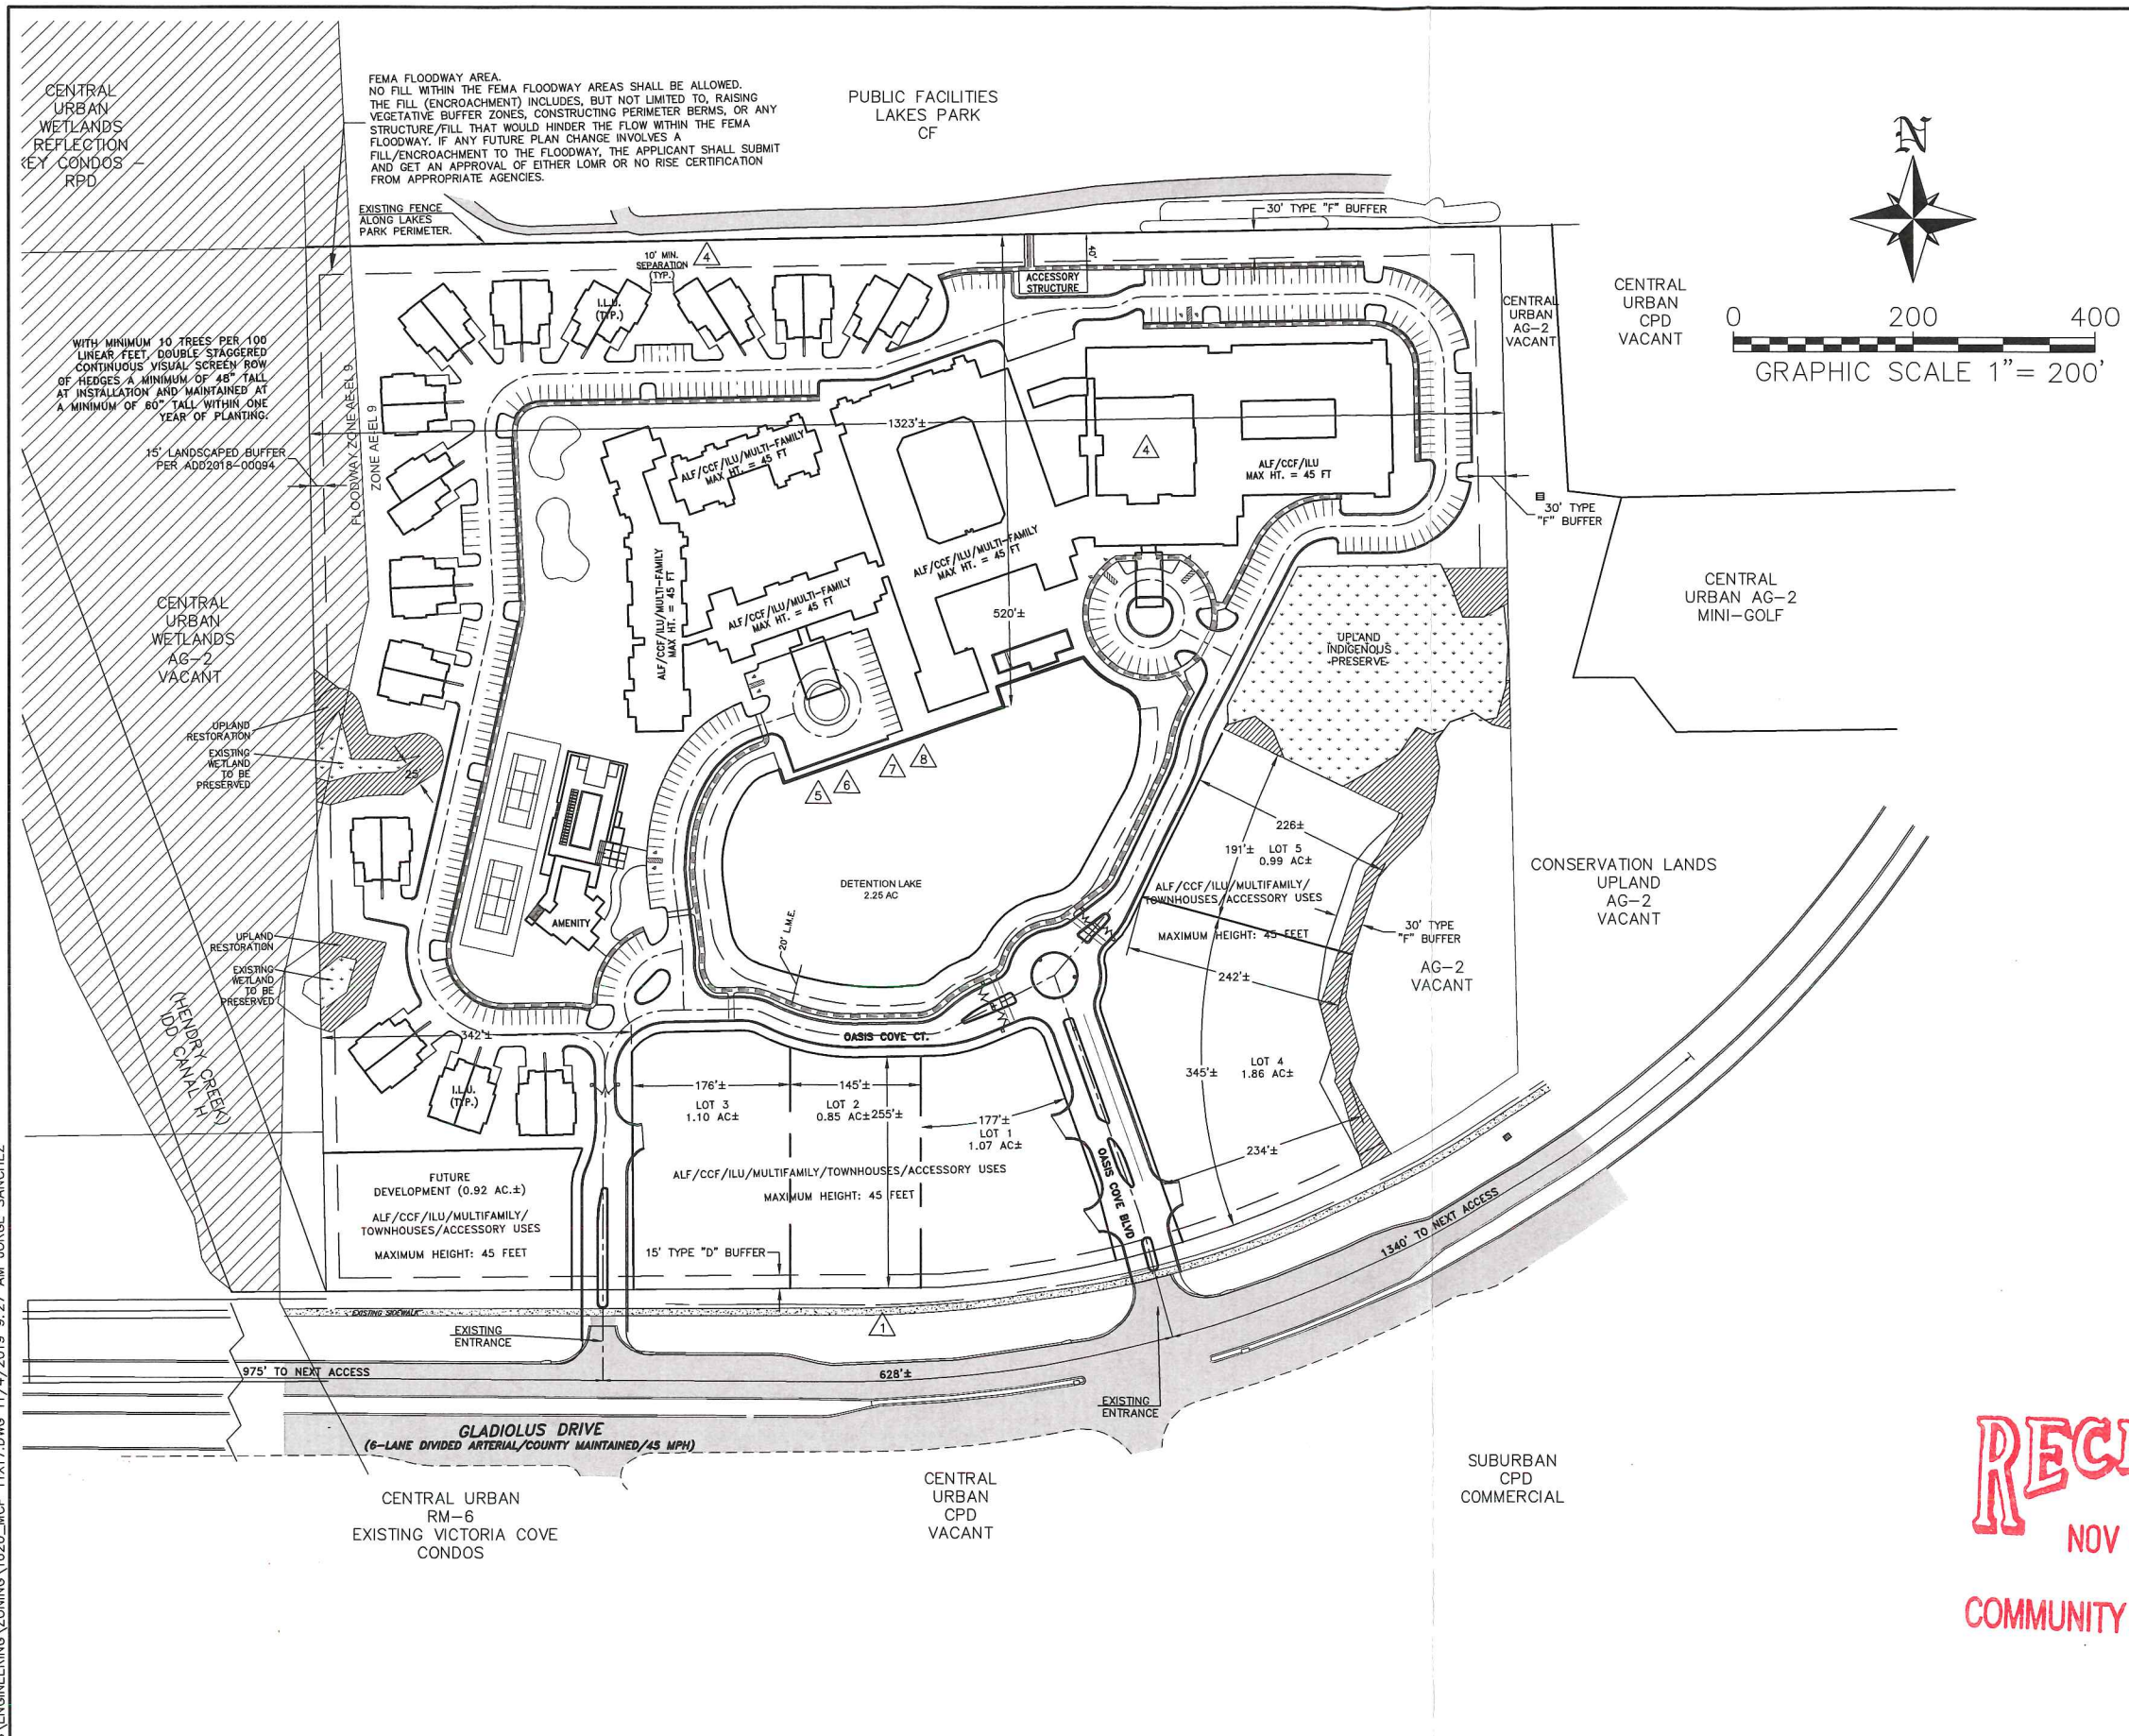 CENTRAL
URBAN
WETLANDS
REFLECTION
KEY CONDOS -
RPD
FEMA FLOODWAY AREA.
NO FILL WITHIN THE FEMA FLOODWAY AREAS SHALL BE ALLOWED.
THE FILL (ENCROACHMENT) INCLUDES, BUT NOT LIMITED TO, RAISING
VEGETATIVE BUFFER ZONES, CONSTRUCTING PERIMETER BERMS, OR ANY
STRUCTURE/FILL THAT WOULD HINDER THE FLOW WITHIN THE FEMA
FLOODWAY. IF ANY FUTURE PLAN CHANGE INVOLVES A
FILL/ENCROACHMENT TO THE FLOODWAY, THE APPLICANT SHALL SUBMIT
AND GET AN APPROVAL OF EITHER LOMR OR NO RISE CERTIFICATION
FROM APPROPRIATE AGENCIES.
PUBLIC FACILITIES
LAKES PARK
CF
N
0 200 400
GRAPHIC SCALE 1"= 200'
EXISTING FENCE
ALONG LAKES
PARK PERIMETER.
30' TYPE "F" BUFFER
10' MIN.
SEPARATION
(TYP.)
4
40'
ACCESSORY
STRUCTURE
I.L.U.
(TYP.)
CENTRAL
URBAN
AG-2
VACANT
CENTRAL
URBAN
CPD
VACANT
WITH MINIMUM 10 TREES PER 100
LINEAR FEET, DOUBLE STAGGERED
CONTINUOUS VISUAL SCREEN ROW
OF HEDGES A MINIMUM OF 48" TALL
AT INSTALLATION AND MAINTAINED AT
A MINIMUM OF 60" TALL WITHIN ONE
YEAR OF PLANTING.
15' LANDSCAPED BUFFER
PER ADD2018-00094
FLOODWAY ZONE AE-EL 9
ZONE AE-EL 9
1323'±
4
ALF/CCF/ILU/MULTI-FAMILY
MAX HT. = 45 FT
ALF/CCF/ILU
MAX HT. = 45 FT
30' TYPE
"F" BUFFER
ALF/CCF/ILU/MULTI-FAMILY
MAX HT. = 45 FT
ALF/CCF/ILU/MULTI-FAMILY
MAX HT. = 45 FT
ALF/CCF/ILU/MULTI-FAMILY
MAX HT. = 45 FT
520'±
CENTRAL
URBAN
WETLANDS
AG-2
VACANT
CENTRAL
URBAN AG-2
MINI-GOLF
UPLAND
INDIGENOUS
PRESERVE
UPLAND
RESTORATION
EXISTING
WETLAND
TO BE
PRESERVED
25'
5
6
7
8
226±
191'±
LOT 5
0.99 AC±
ALF/CCF/ILU/MULTIFAMILY/
TOWNHOUSES/ACCESSORY USES
MAXIMUM HEIGHT: 45 FEET
CONSERVATION LANDS
UPLAND
AG-2
VACANT
DETENTION LAKE
2.25 AC
AMENITY
20' L.M.E.
30' TYPE
"F" BUFFER
AG-2
VACANT
242'±
UPLAND
RESTORATION
EXISTING
WETLAND
TO BE
PRESERVED
(HENDRY CREEK)
IDD CANAL H
342'±
OASIS COVE CT.
I.L.U.
(TYP.)
176'±
LOT 3
1.10 AC±
145'±
LOT 2
0.85 AC±
255'±
177'±
LOT 1
1.07 AC±
345'±
LOT 4
1.86 AC±
234'±
ALF/CCF/ILU/MULTIFAMILY/TOWNHOUSES/ACCESSORY USES
MAXIMUM HEIGHT: 45 FEET
OASIS COVE BLVD
FUTURE
DEVELOPMENT (0.92 AC.±)
ALF/CCF/ILU/MULTIFAMILY/
TOWNHOUSES/ACCESSORY USES
MAXIMUM HEIGHT: 45 FEET
15' TYPE "D" BUFFER
1340' TO NEXT ACCESS
EXISTING SIDEWALK
1
EXISTING
ENTRANCE
975' TO NEXT ACCESS
628'±
EXISTING
ENTRANCE
GLADIOLUS DRIVE
(6-LANE DIVIDED ARTERIAL/COUNTY MAINTAINED/45 MPH)
CENTRAL URBAN
RM-6
EXISTING VICTORIA COVE
CONDOS
CENTRAL
URBAN
CPD
VACANT
SUBURBAN
CPD
COMMERCIAL
NOV
COMMUNITY